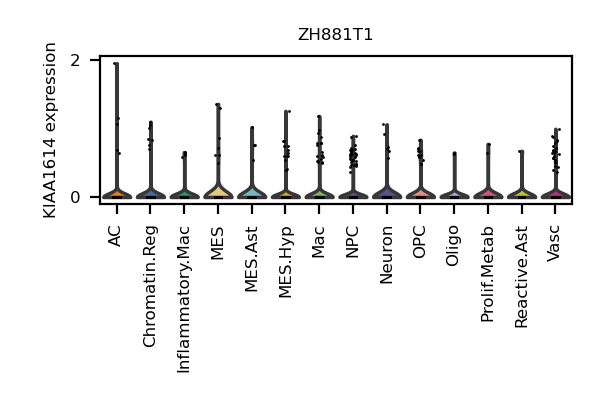 ZH881T1
KIAA1614 expression
2
0
AC
Chromatin.Reg
Inflammatory.Mac
MES
MES.Ast
MES.Hyp
Mac
NPC
Neuron
OPC
Oligo
Prolif.Metab
Reactive.Ast
Vasc